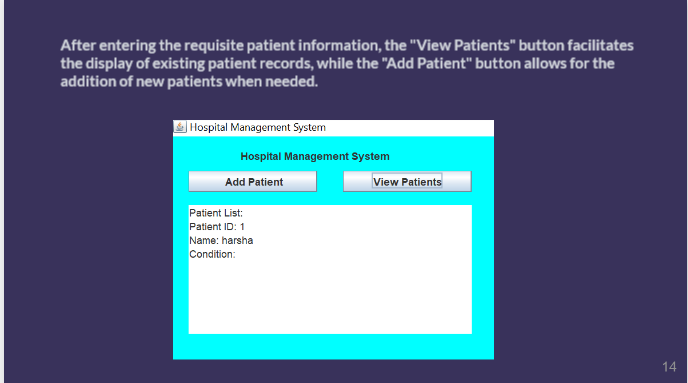 After entering the requisite patient information, the "View Patients" button facilitates
the display of existing patient records, while the "Add Patient" button allows for the
addition of new patients when needed.
Hospital Management System
Hospital Management System
Add Patient
View Patients
Patient List:
Patient ID: 1
Name: harsha
Condition:
14